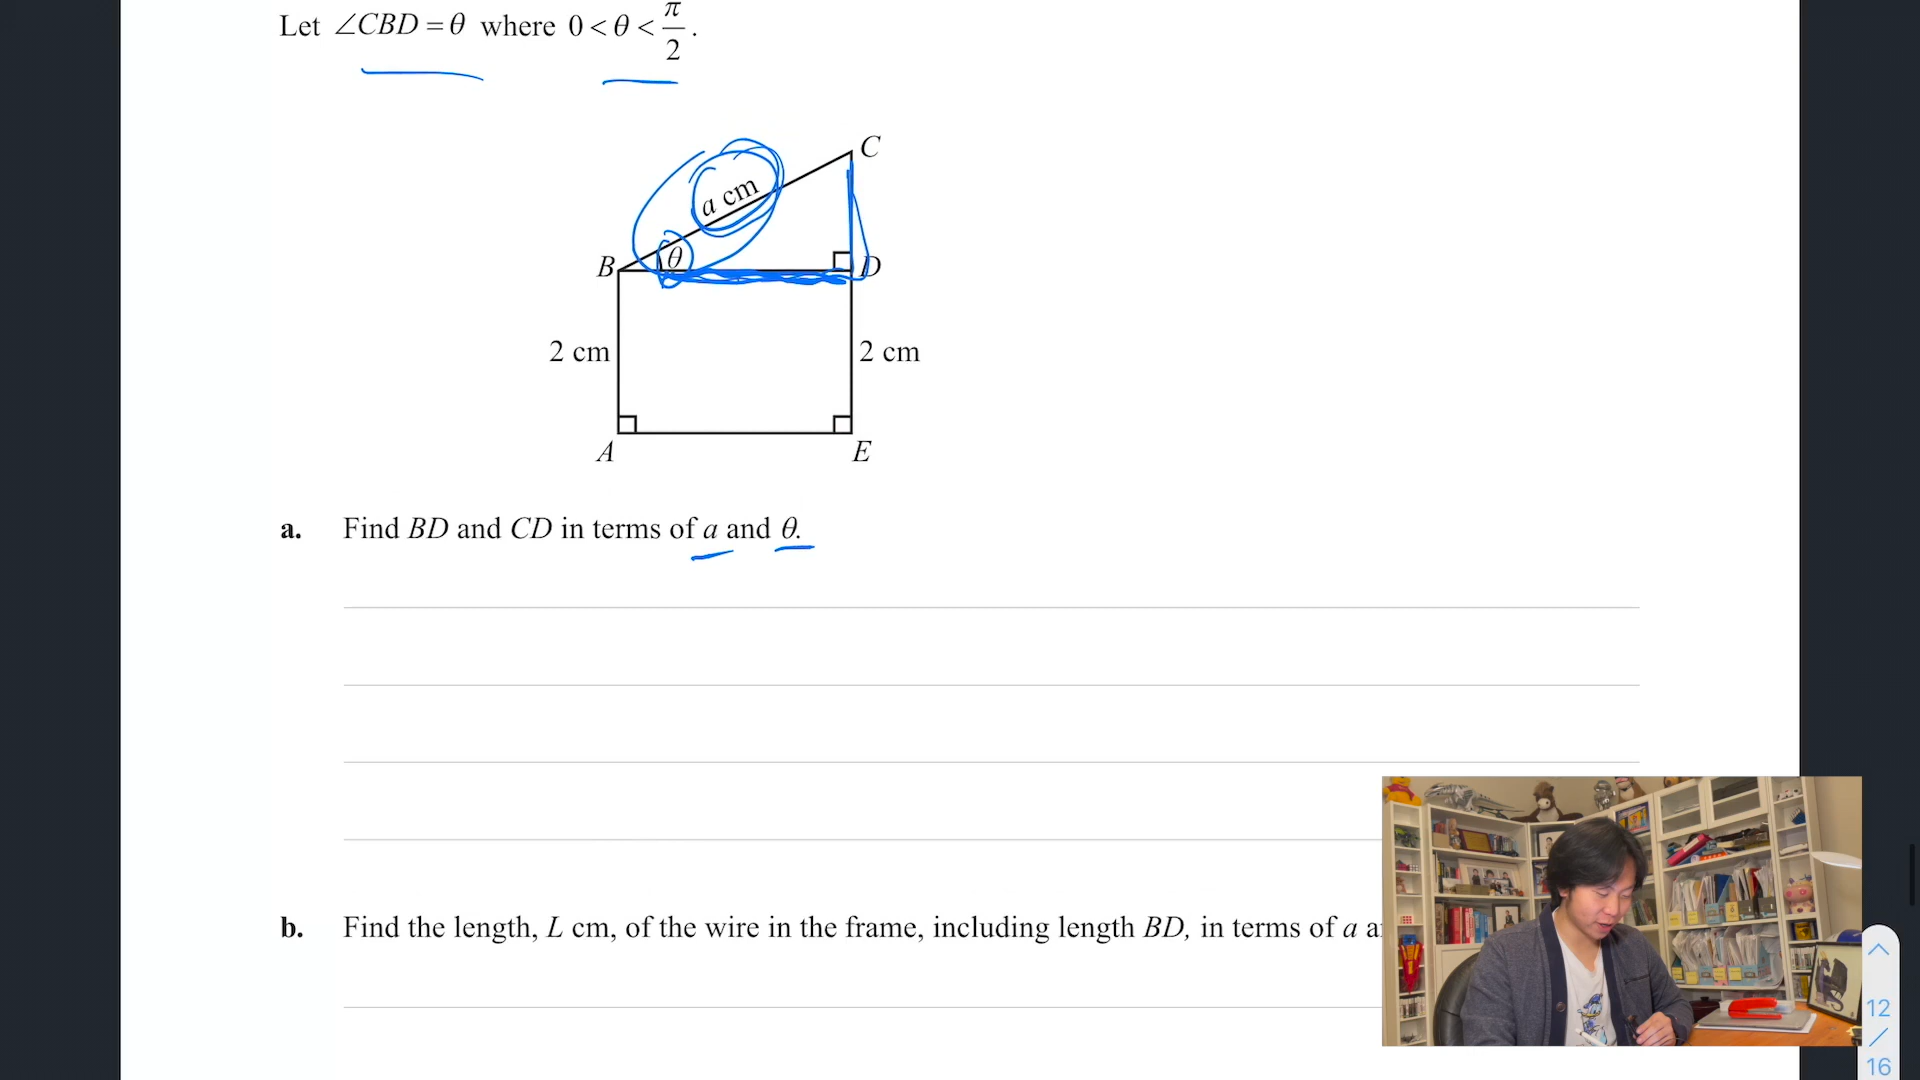 Let ∠CBD = θ where 0 < θ < π/2.
C
a cm
θ
B
D
2 cm
2 cm
A
E
a. Find BD and CD in terms of a and θ.
b. Find the length, L cm, of the wire in the frame, including length BD, in terms of a
12
/
16